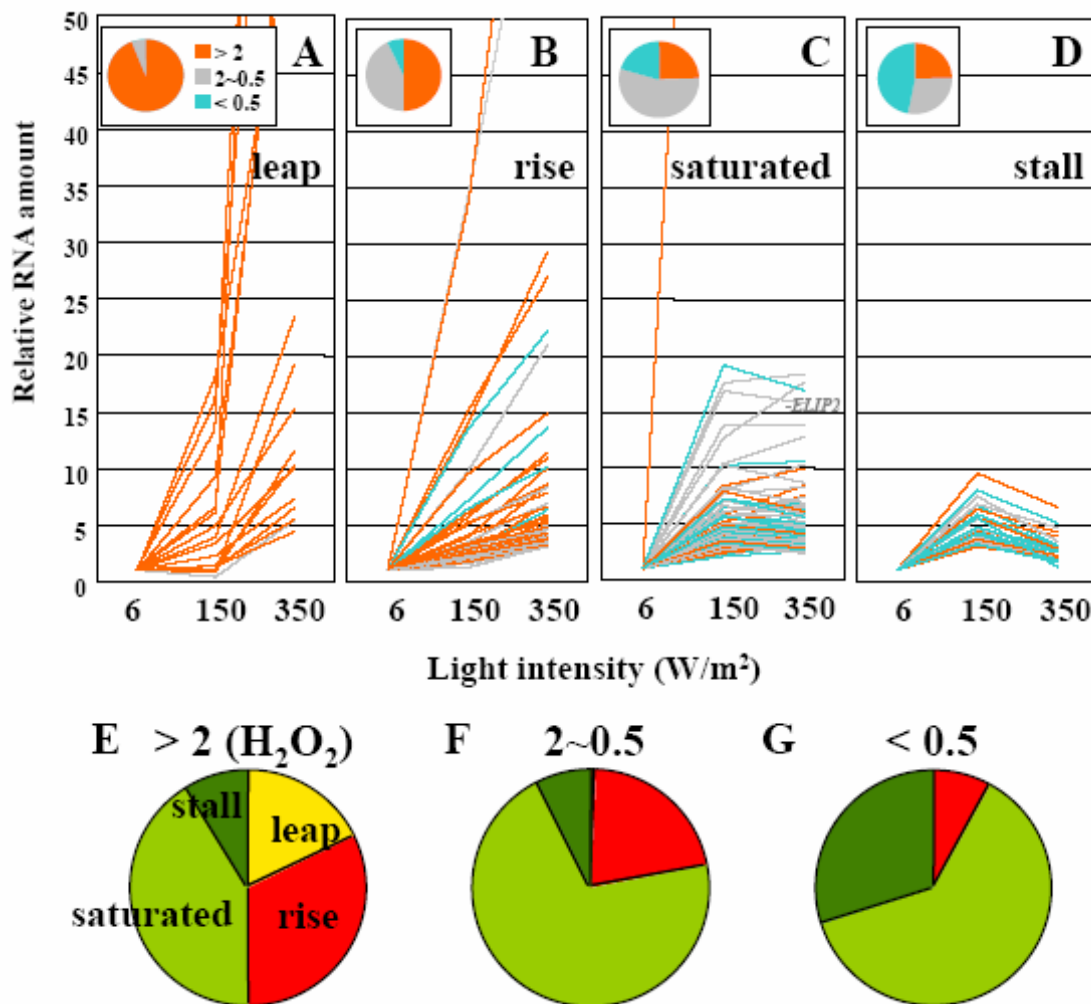 50
45
40
35
30
25
20
15
10
5
0
Relative RNA amount
> 2
2~0.5
< 0.5
A
leap
B
rise
C
saturated
-ELIP2
D
stall
6 150 350
6 150 350
6 150 350
6 150 350
Light intensity (W/m²)
E > 2 (H₂O₂)
F 2~0.5
G < 0.5
stall
leap
saturated
rise